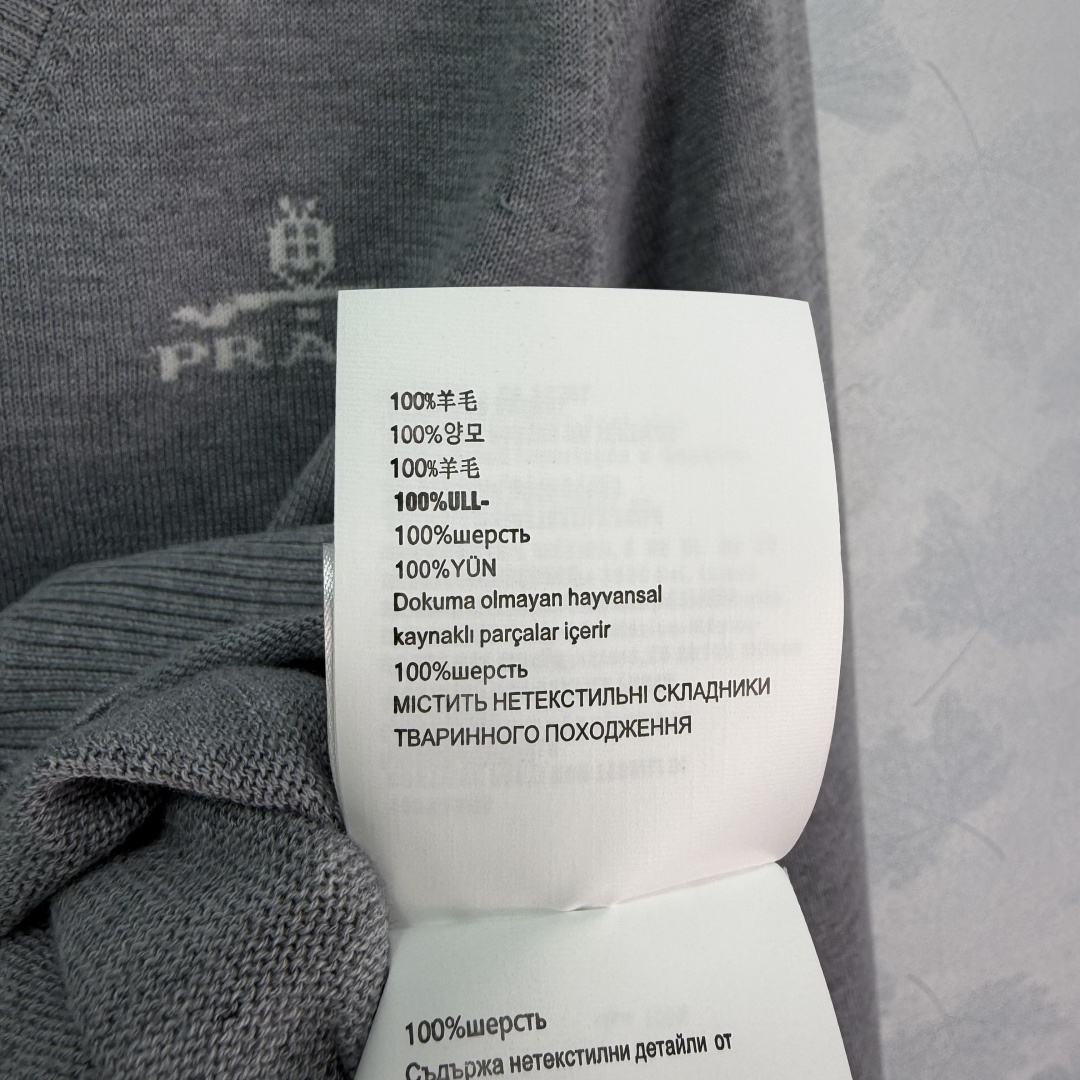 PRA
100%羊毛
100%양모
100%羊毛
100%ULL-
100%шерсть
100%YÜN
Dokuma olmayan hayvansal
kaynaklı parçalar içerir
100%шерсть
МІСТИТЬ НЕТЕКСТИЛЬНІ СКЛАДНИКИ
ТВАРИННОГО ПОХОДЖЕННЯ
100%шерсть
Съдържа нетекстилни детайли от